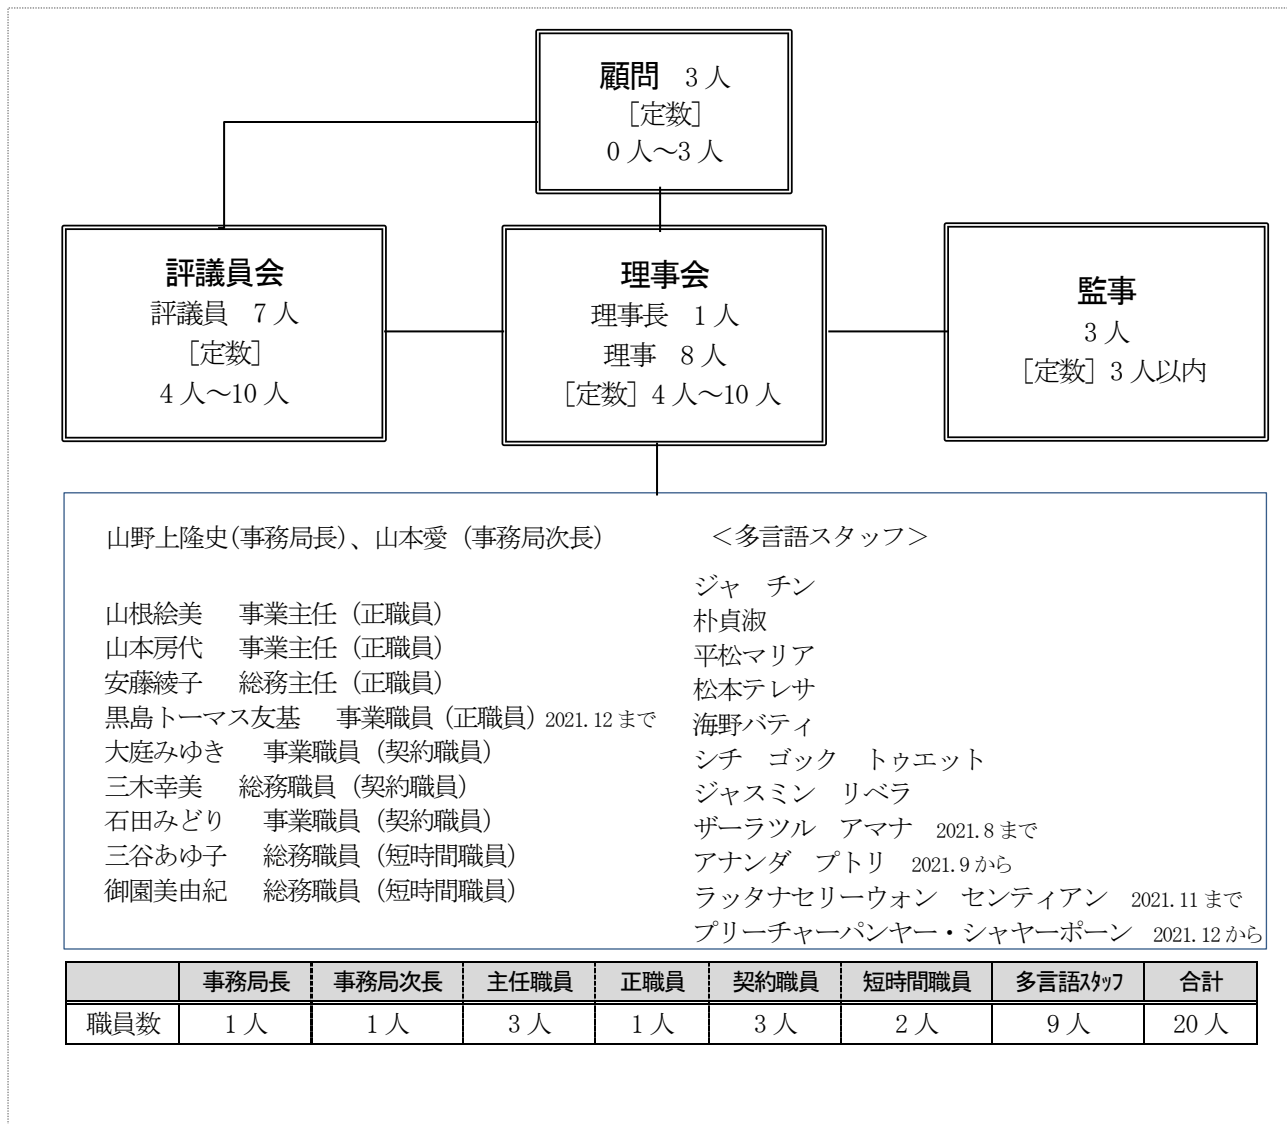 顧問 3人
［定数］
0人～3人
評議員会
評議員 7人
［定数］
4人～10人
理事会
理事長 1人
理事 8人
［定数］4人～10人
監事
3人
［定数］3人以内
山野上隆史(事務局長)、山本愛（事務局次長）
山根絵美 事業主任（正職員）
山本房代 事業主任（正職員）
安藤綾子 総務主任（正職員）
黒島トーマス友基 事業職員（正職員）2021.12まで
大庭みゆき 事業職員（契約職員）
三木幸美 総務職員（契約職員）
石田みどり 事業職員（契約職員）
三谷あゆ子 総務職員（短時間職員）
御園美由紀 総務職員（短時間職員）
＜多言語スタッフ＞
ジャ チン
朴貞淑
平松マリア
松本テレサ
海野バティ
シチ ゴック トゥエット
ジャスミン リベラ
ザーラツル アマナ 2021.8まで
アナンダ プトリ 2021.9から
ラッタナセリーウォン センティアン 2021.11まで
プリーチャーパンヤー・シャヤーポーン 2021.12から
事務局長 事務局次長 主任職員 正職員 契約職員 短時間職員 多言語スタッフ 合計
職員数 1人 1人 3人 1人 3人 2人 9人 20人